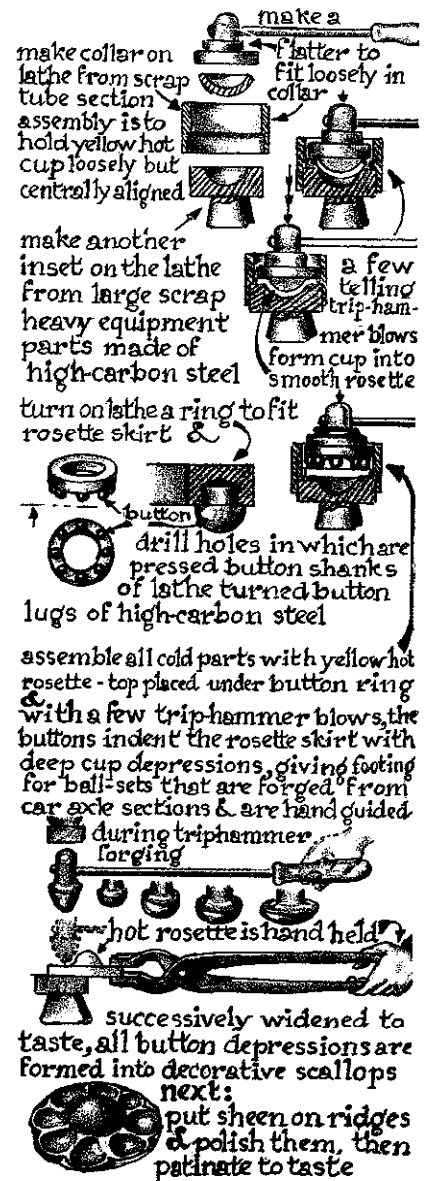 make a
flatter to
fit loosely in
collar
make collar on
lathe from scrap
tube section
assembly is to
hold yellow hot
cup loosely but
centrally aligned
make another
inset on the lathe
from large scrap
heavy equipment
parts made of
high-carbon steel
a few
telling
trip-ham-
mer blows
form cup into
smooth rosette
turn on lathe a ring to fit
rosette skirt &
button
drill holes in which are
pressed button shanks
of lathe turned button
lugs of high-carbon steel
assemble all cold parts with yellow hot
rosette-top placed under button ring
&
with a few trip-hammer blows, the
buttons indent the rosette skirt with
deep cup depressions, giving footing
for ball-sets that are forged from
car axle sections & are hand guided
during triphammer
forging
hot rosette is hand held
successively widened to
taste, all button depressions are
formed into decorative scallops
next:
put sheen on ridges
& polish them, then
patinate to taste